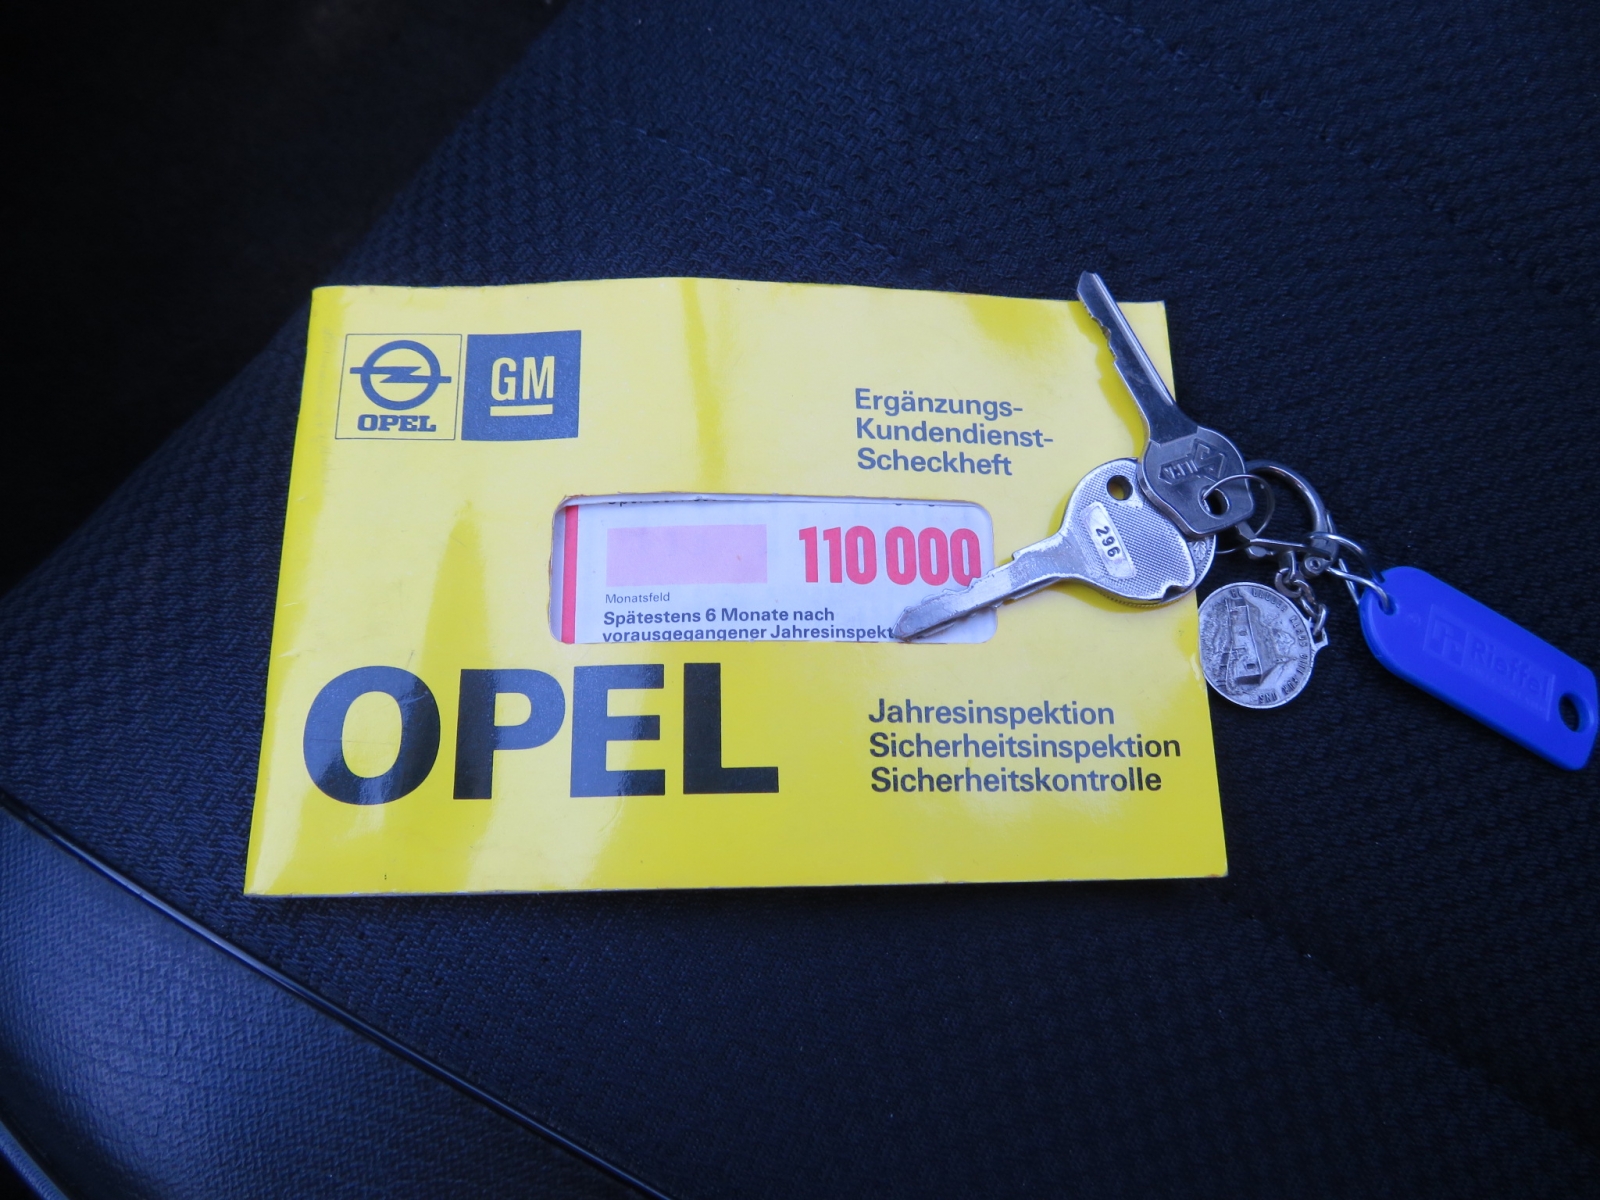 OPEL
GM
Ergänzungs-
Kundendienst-
Scheckheft
110 000
Monatsfeld
Spätestens 6 Monate nach
vorausgegangener Jahresinspekt
OPEL
Jahresinspektion
Sicherheitsinspektion
Sicherheitskontrolle
296
Rieffel